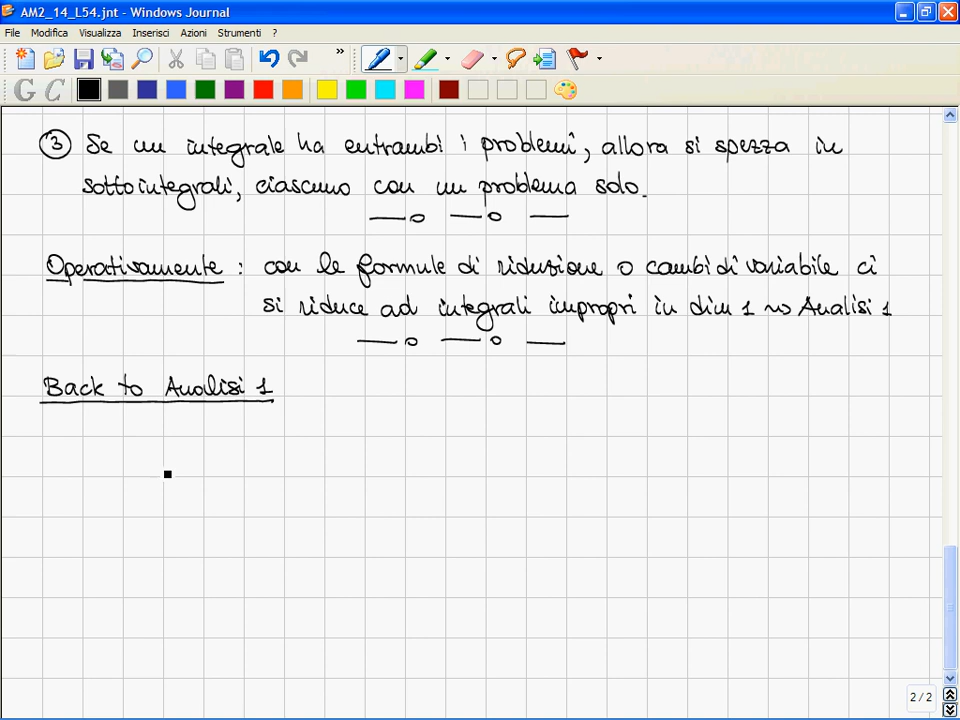 AM2_14_L54.jnt - Windows Journal
File Modifica Visualizza Inserisci Azioni Strumenti ?
G C
3 Se un integrale ha entrambi i problemi, allora si spezza in
sottointegrali, ciascuno con un problema solo.
Operativamente : con le formule di riduzione o cambi di variabile ci
si riduce ad integrali impropri in dim 1 ⇝ Analisi 1
Back to Analisi 1
2 / 2